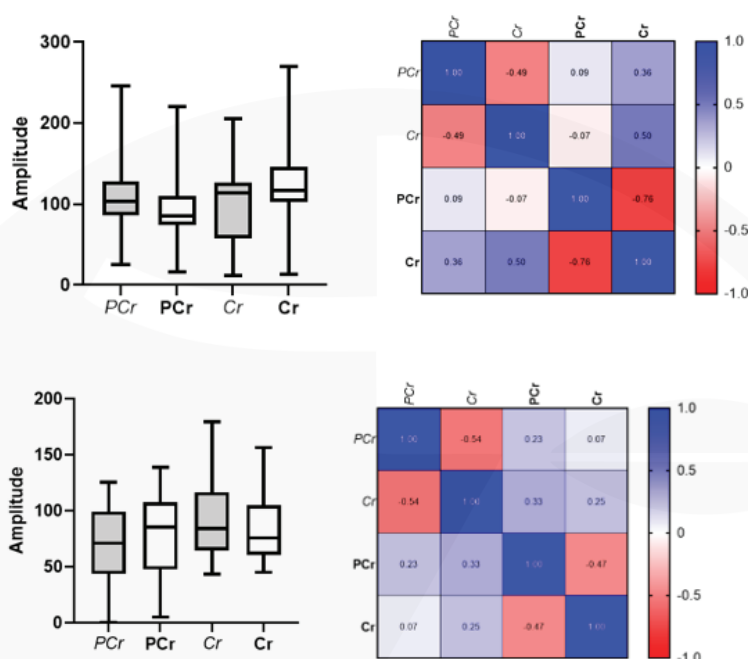 300
200
100
0
Amplitude
PCr PCr Cr Cr
PCr Cr PCr Cr
PCr 1.00 -0.49 0.09 0.36
Cr -0.49 1.00 -0.07 0.50
PCr 0.09 -0.07 1.00 -0.76
Cr 0.36 0.50 -0.76 1.00
1.0
0.5
0
-0.5
-1.0
200
150
100
50
0
Amplitude
PCr PCr Cr Cr
PCr Cr PCr Cr
PCr 1.00 -0.54 0.23 0.07
Cr -0.54 1.00 0.33 0.25
PCr 0.23 0.33 1.00 -0.47
Cr 0.07 0.25 -0.47 1.00
1.0
0.5
0
-0.5
-1.0